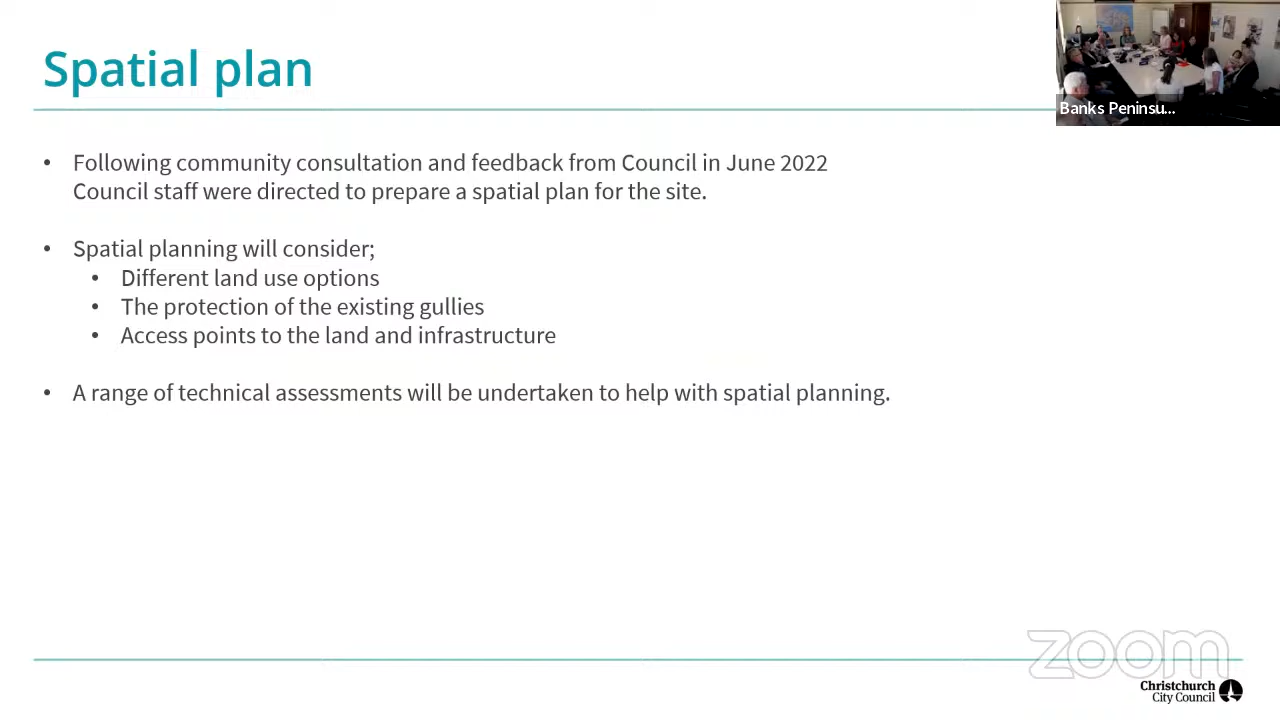 Spatial plan
Banks Peninsu...
• Following community consultation and feedback from Council in June 2022
Council staff were directed to prepare a spatial plan for the site.
• Spatial planning will consider;
• Different land use options
• The protection of the existing gullies
• Access points to the land and infrastructure
• A range of technical assessments will be undertaken to help with spatial planning.
zoom
Christchurch
City Council